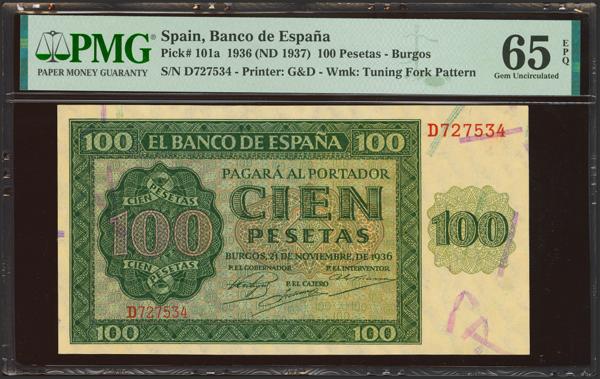 PMG
PAPER MONEY GUARANTY
Spain, Banco de España
Pick# 101a 1936 (ND 1937) 100 Pesetas - Burgos
S/N D727534 - Printer: G&D - Wmk: Tuning Fork Pattern
65 EPQ
Gem Uncirculated
100 EL BANCO DE ESPAÑA 100
D727534
PAGARÁ AL PORTADOR
CIEN
PESETAS
BURGOS, 21 DE NOVIEMBRE, DE 1936
P. EL GOBERNADOR P. EL INTERVENTOR
P. EL CAJERO
CIEN PESETAS
100
CIEN PESETAS
100
D727534
100 100